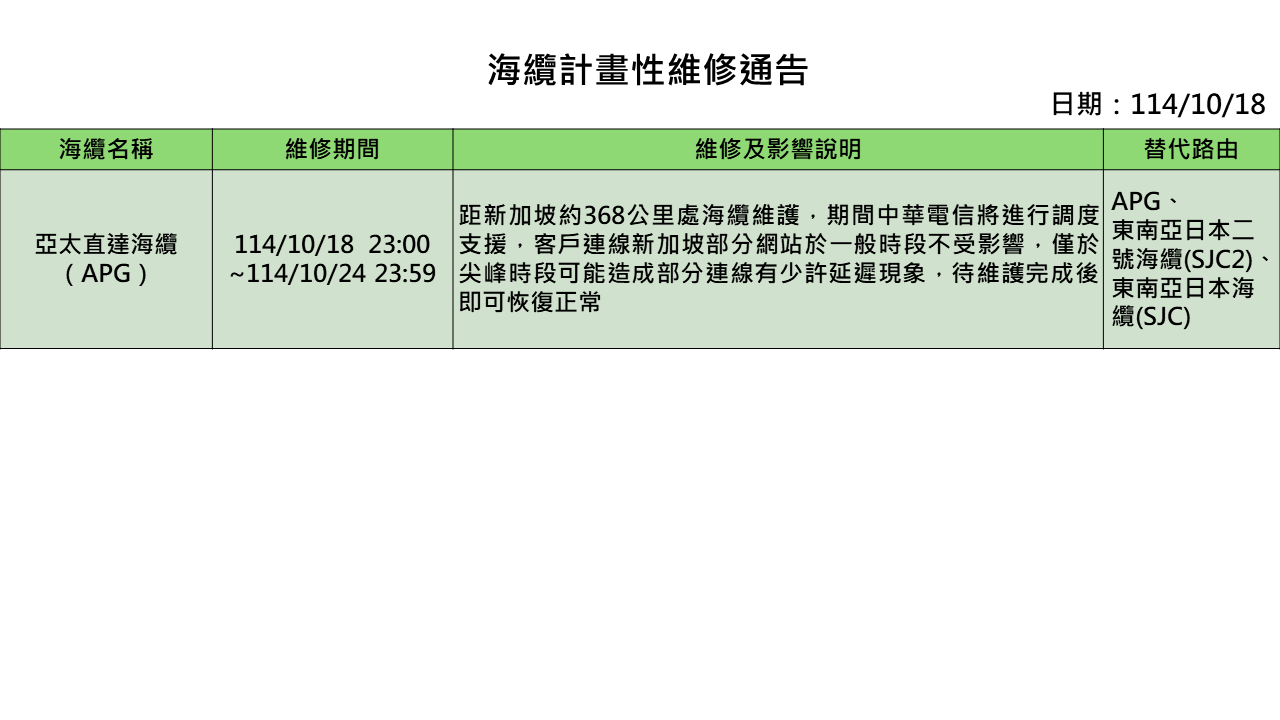 海纜計畫性維修通告
日期：114/10/18
海纜名稱
維修期間
維修及影響說明
替代路由
亞太直達海纜
（APG）
114/10/18 23:00
~114/10/24 23:59
距新加坡約368公里處海纜維護，期間中華電信將進行調度
支援，客戶連線新加坡部分網站於一般時段不受影響，僅於
尖峰時段可能造成部分連線有少許延遲現象，待維護完成後
即可恢復正常
APG、
東南亞日本二
號海纜(SJC2)、
東南亞日本海
纜(SJC)